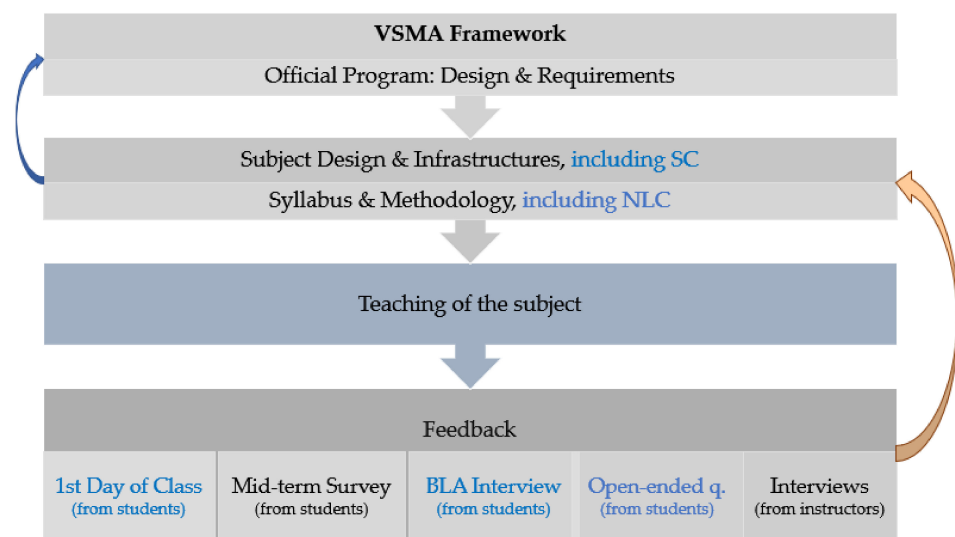 VSMA Framework
Official Program: Design & Requirements
Subject Design & Infrastructures, including SC
Syllabus & Methodology, including NLC
Teaching of the subject
Feedback
1st Day of Class
(from students)
Mid-term Survey
(from students)
BLA Interview
(from students)
Open-ended q.
(from students)
Interviews
(from instructors)